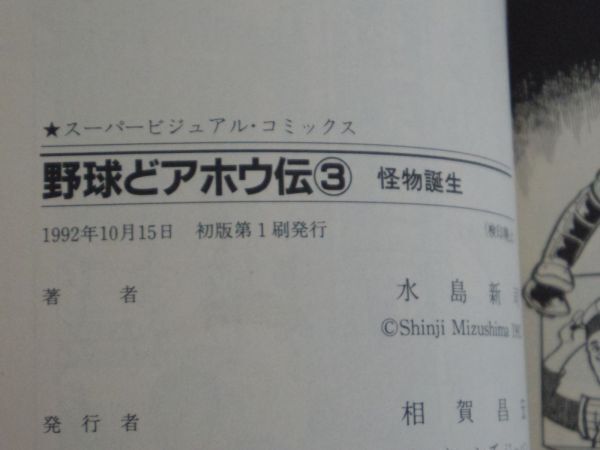 ★スーパービジュアル・コミックス
野球どアホウ伝③ 怪物誕生
1992年10月15日 初版第1刷発行
著者 水島新
©Shinji Mizushima 19
発行者 相賀昌